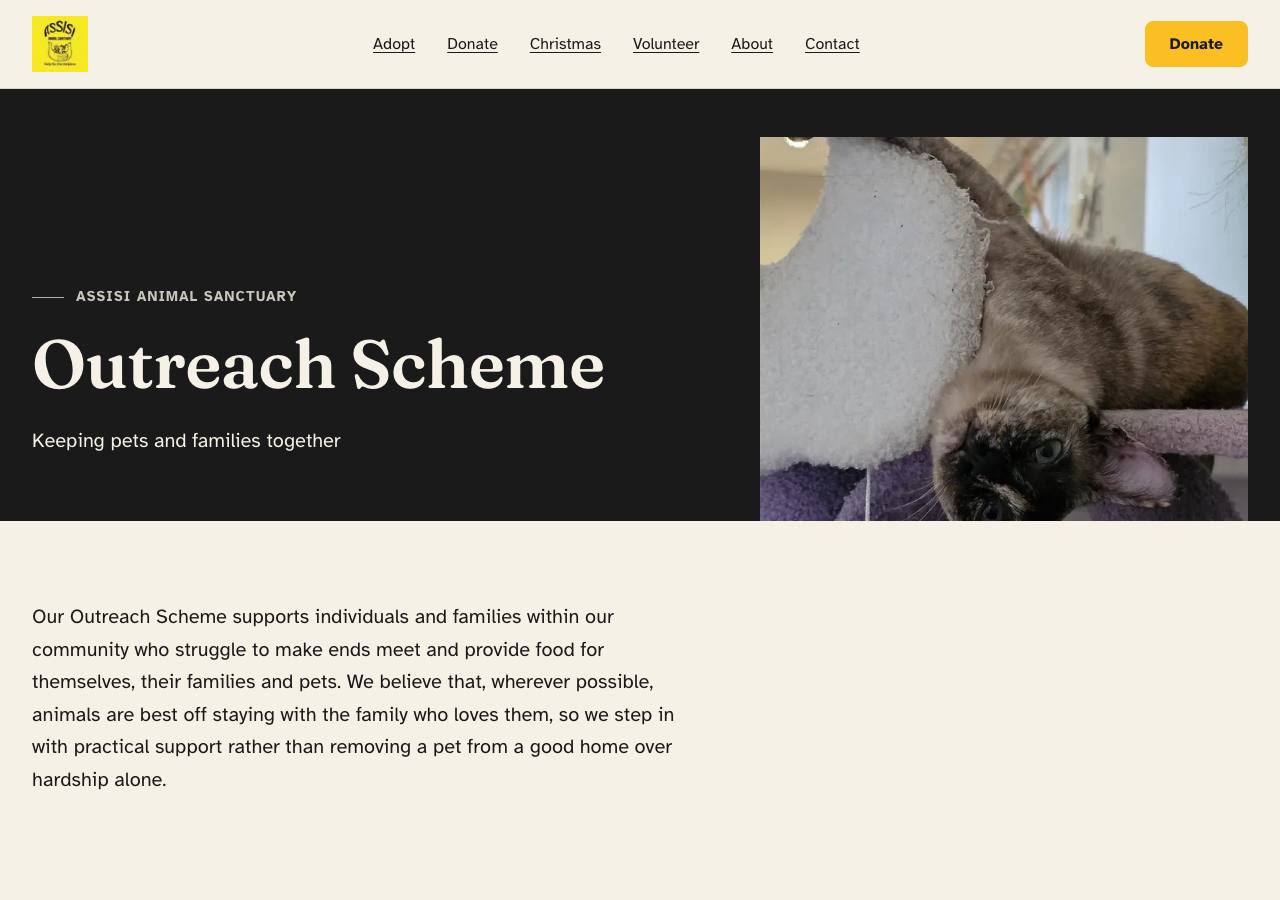 ASSISI
Adopt
Donate
Christmas
Volunteer
About
Contact
Donate
ASSISI ANIMAL SANCTUARY
Outreach Scheme
Keeping pets and families together
Our Outreach Scheme supports individuals and families within our
community who struggle to make ends meet and provide food for
themselves, their families and pets. We believe that, wherever possible,
animals are best off staying with the family who loves them, so we step in
with practical support rather than removing a pet from a good home over
hardship alone.